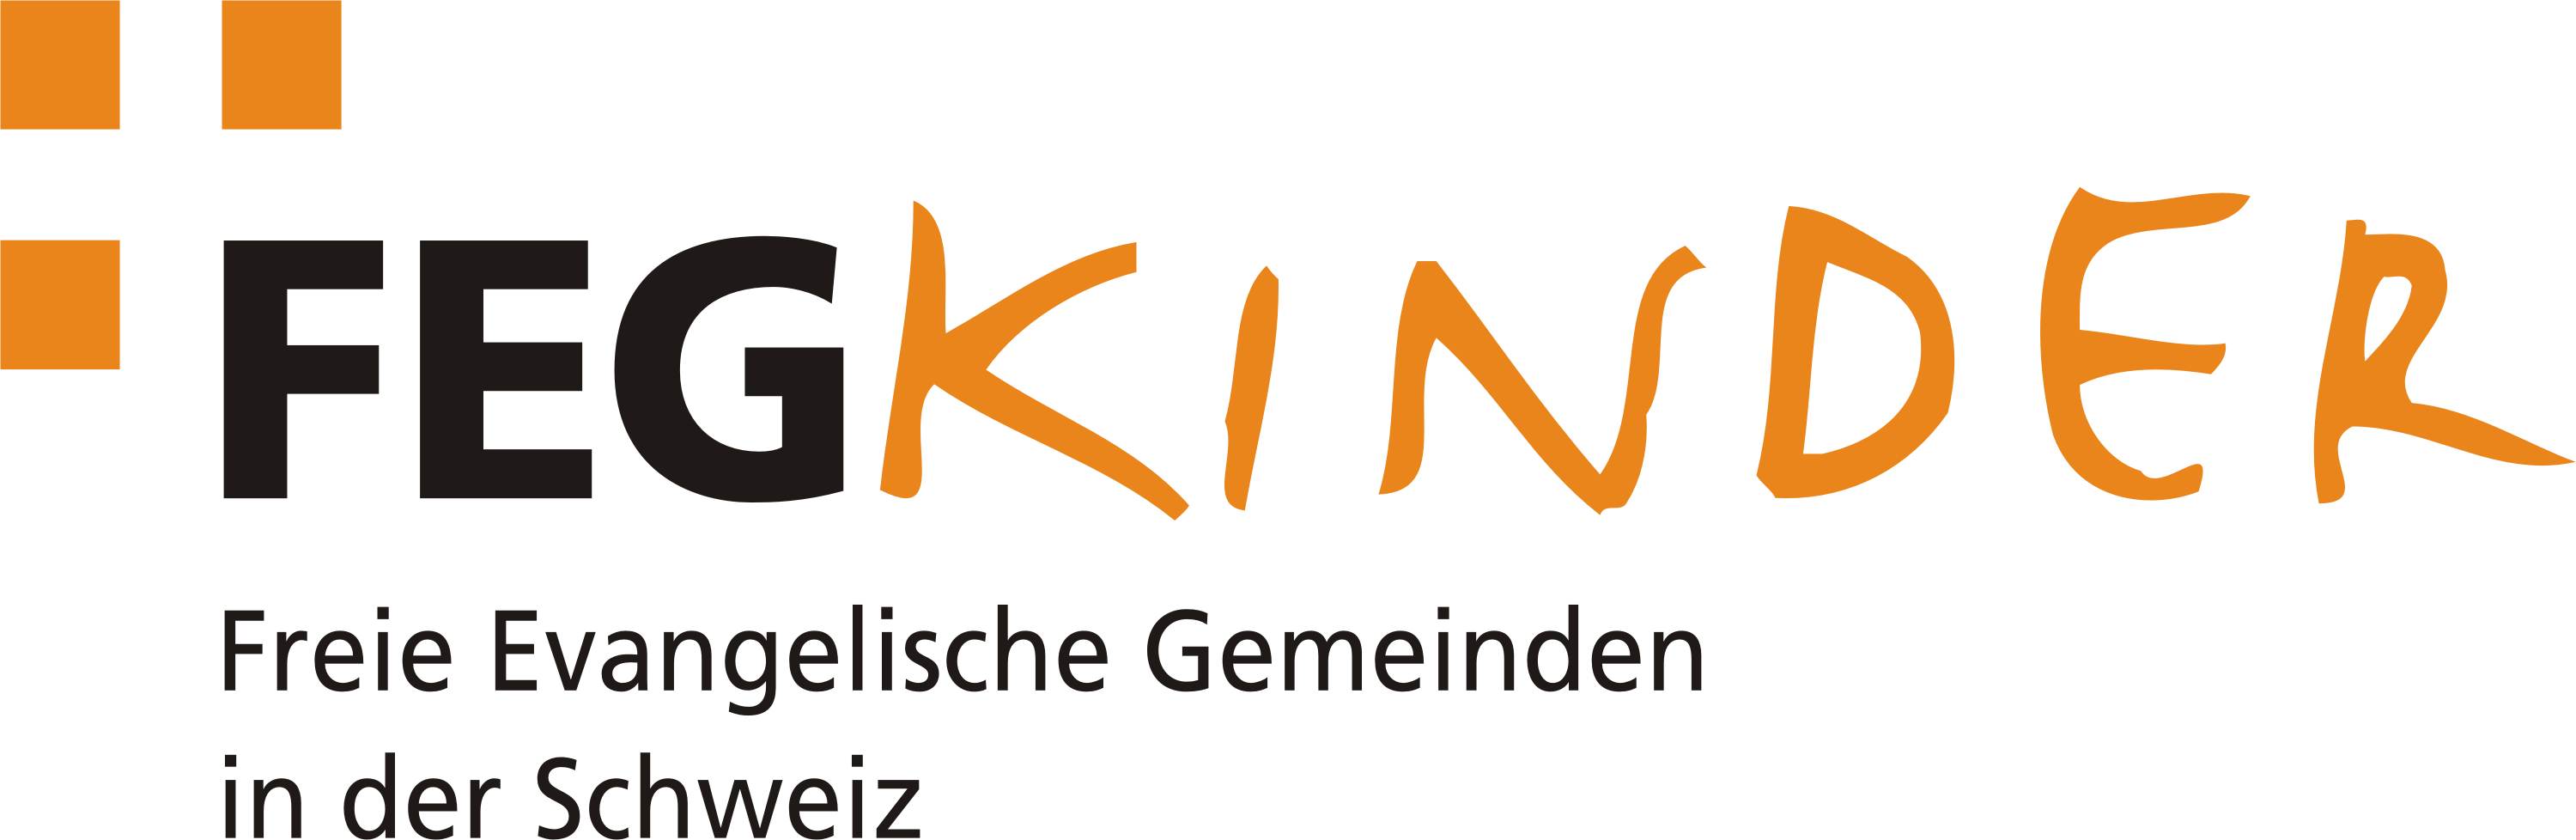 FEGKINDER
Freie Evangelische Gemeinden
in der Schweiz